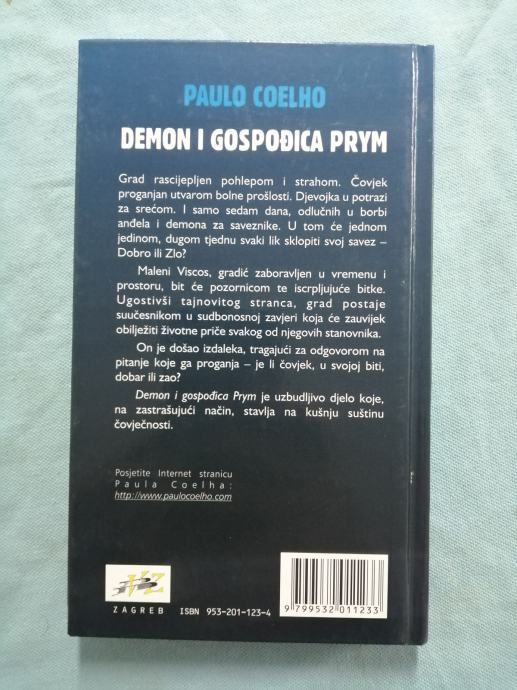 PAULO COELHO
DEMON I GOSPOĐICA PRYM
Grad rascijepljen pohlepom i strahom. Čovjek
proganjan utvarom bolne prošlosti. Djevojka u potrazi
za srećom. I samo sedam dana, odlučnih u borbi
anđela i demona za saveznike. U tom će jednom
jedinom, dugom tjednu svaki lik sklopiti svoj savez –
Dobro ili Zlo?
Maleni Viscos, gradić zaboravljen u vremenu i
prostoru, bit će pozornicom te iscrpljujuće bitke.
Ugostivši tajnovitog stranca, grad postaje
suučesnikom u sudbonosnoj zavjeri koja će zauvijek
obilježiti životne priče svakog od njegovih stanovnika.
On je došao izdaleka, tragajući za odgovorom na
pitanje koje ga proganja – je li čovjek, u svojoj biti,
dobar ili zao?
Demon i gospođica Prym je uzbudljivo djelo koje,
na zastrašujući način, stavlja na kušnju suštinu
čovječnosti.
Posjetite Internet stranicu
Paula Coelha:
http://www.paulocoelho.com
VZ
ZAGREB ISBN 953-201-123-4
9 799532 011233